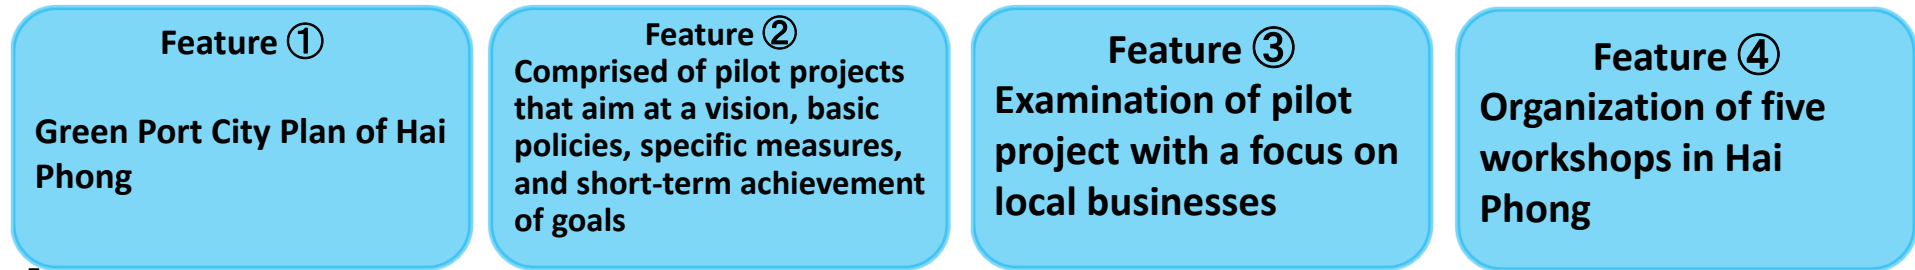 Feature ①
Green Port City Plan of Hai
Phong
Feature ②
Comprised of pilot projects
that aim at a vision, basic
policies, specific measures,
and short-term achievement
of goals
Feature ③
Examination of pilot
project with a focus on
local businesses
Feature ④
Organization of five
workshops in Hai
Phong